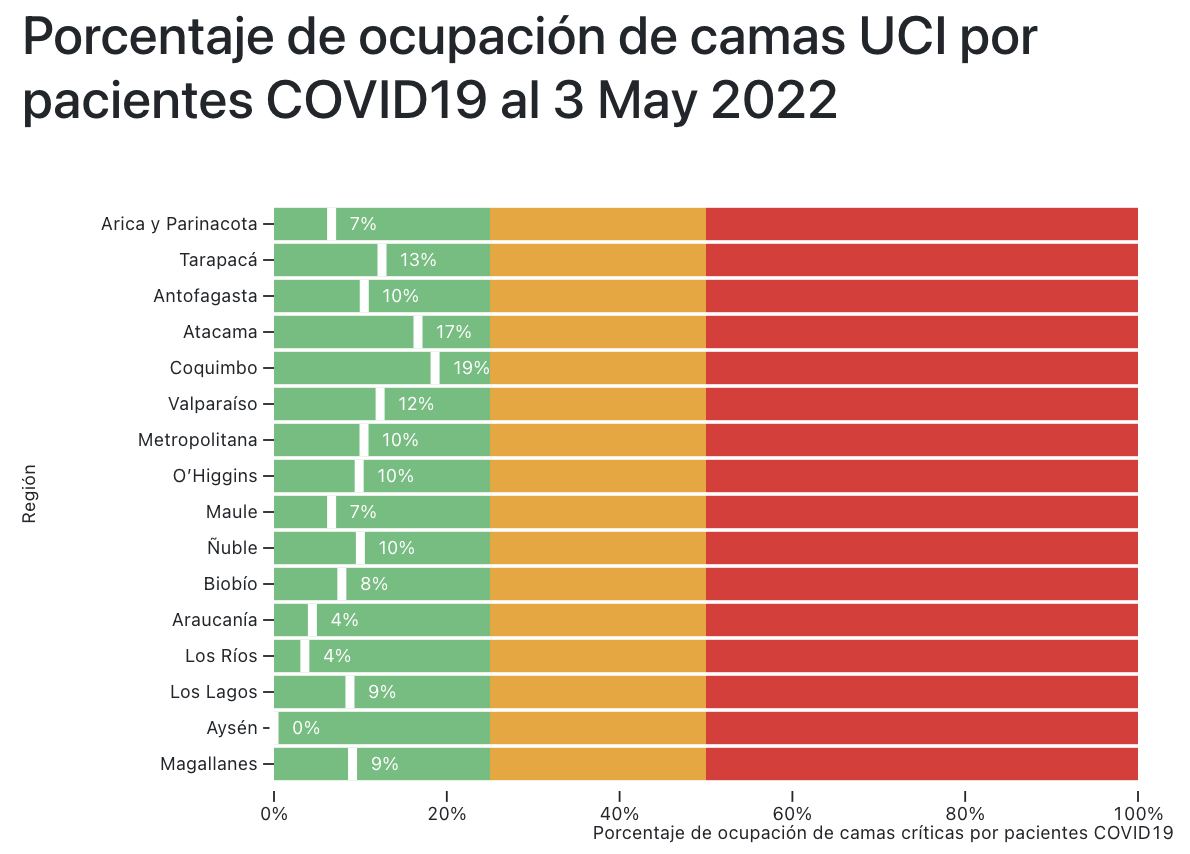 Porcentaje de ocupación de camas UCI por
pacientes COVID19 al 3 May 2022
Región
Arica y Parinacota 7%
Tarapacá 13%
Antofagasta 10%
Atacama 17%
Coquimbo 19%
Valparaíso 12%
Metropolitana 10%
O’Higgins 10%
Maule 7%
Ñuble 10%
Biobío 8%
Araucanía 4%
Los Ríos 4%
Los Lagos 9%
Aysén 0%
Magallanes 9%
0% 20% 40% 60% 80% 100%
Porcentaje de ocupación de camas críticas por pacientes COVID19